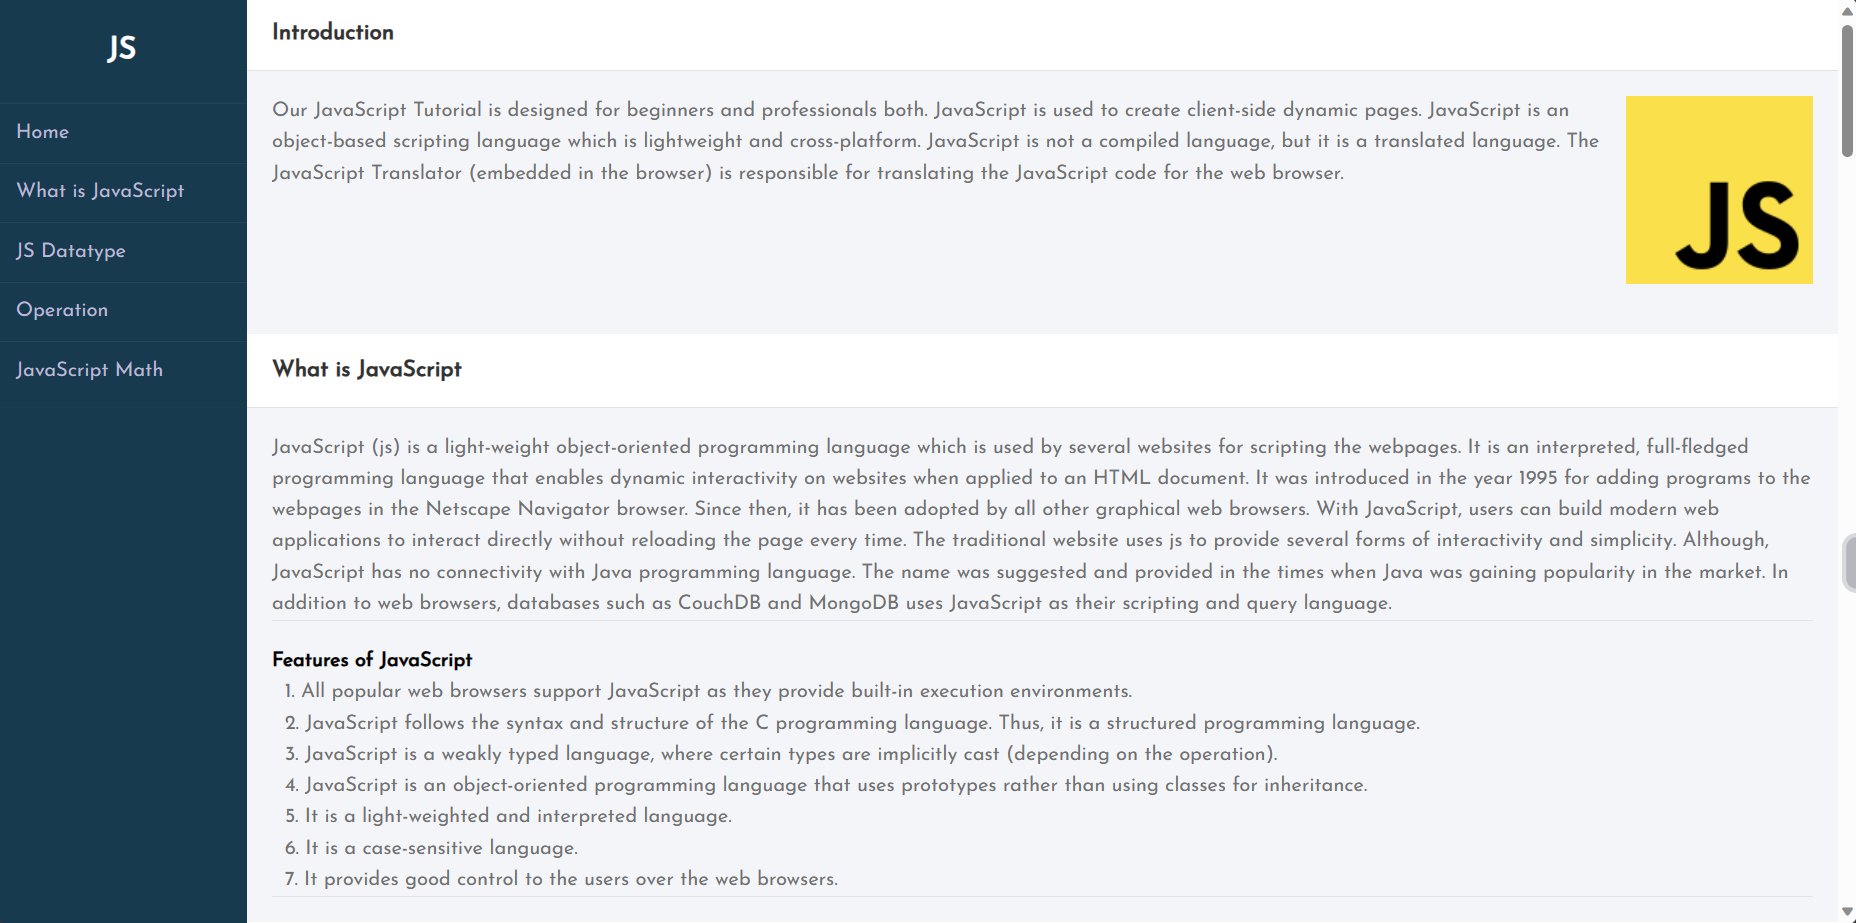 JS
Home
What is JavaScript
JS Datatype
Operation
JavaScript Math
Introduction
Our JavaScript Tutorial is designed for beginners and professionals both. JavaScript is used to create client-side dynamic pages. JavaScript is an
object-based scripting language which is lightweight and cross-platform. JavaScript is not a compiled language, but it is a translated language. The
JavaScript Translator (embedded in the browser) is responsible for translating the JavaScript code for the web browser.
JS
What is JavaScript
JavaScript (js) is a light-weight object-oriented programming language which is used by several websites for scripting the webpages. It is an interpreted, full-fledged
programming language that enables dynamic interactivity on websites when applied to an HTML document. It was introduced in the year 1995 for adding programs to the
webpages in the Netscape Navigator browser. Since then, it has been adopted by all other graphical web browsers. With JavaScript, users can build modern web
applications to interact directly without reloading the page every time. The traditional website uses js to provide several forms of interactivity and simplicity. Although,
JavaScript has no connectivity with Java programming language. The name was suggested and provided in the times when Java was gaining popularity in the market. In
addition to web browsers, databases such as CouchDB and MongoDB uses JavaScript as their scripting and query language.
Features of JavaScript
1. All popular web browsers support JavaScript as they provide built-in execution environments.
2. JavaScript follows the syntax and structure of the C programming language. Thus, it is a structured programming language.
3. JavaScript is a weakly typed language, where certain types are implicitly cast (depending on the operation).
4. JavaScript is an object-oriented programming language that uses prototypes rather than using classes for inheritance.
5. It is a light-weighted and interpreted language.
6. It is a case-sensitive language.
7. It provides good control to the users over the web browsers.